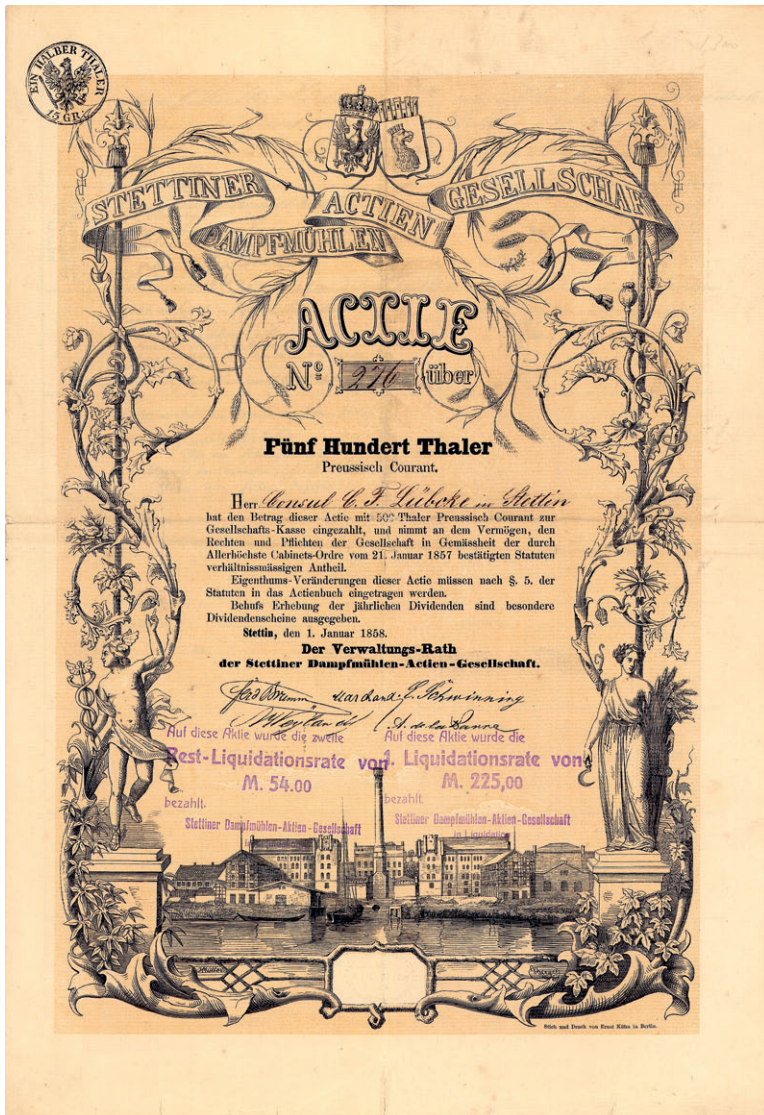 EIN HALBER THALER
15 GR.
STETTINER DAMPFMÜHLEN ACTIEN GESELLSCHAF
ACTIE
No 276 über
Fünf Hundert Thaler
Preussisch Courant.
Herr Consul C. F. Lübcke in Stettin
hat den Betrag dieser Actie mit 500 Thaler Preussisch Courant zur
Gesellschafts-Kasse eingezahlt, und nimmt an dem Vermögen, den
Rechten und Pflichten der Gesellschaft in Gemässheit der durch
Allerhöchste Cabinets-Ordre vom 21. Januar 1857 bestätigten Statuten
verhältnissmässigen Antheil.
Eigenthums-Veränderungen dieser Actie müssen nach §. 5. der
Statuten in das Actienbuch eingetragen werden.
Behufs Erhebung der jährlichen Dividenden sind besondere
Dividendenscheine ausgegeben.
Stettin, den 1. Januar 1858.
Der Verwaltungs-Rath
der Stettiner Dampfmühlen-Actien-Gesellschaft.
Schwinning
A. de la Barre
Auf diese Aktie wurde die zweite
Rest-Liquidationsrate von
M. 54.00
bezahlt.
Stettiner Dampfmühlen-Aktien-Gesellschaft
Auf diese Aktie wurde die
1. Liquidationsrate von
M. 225,00
bezahlt.
Stettiner Dampfmühlen-Aktien-Gesellschaft
in Liquidation
Stich und Druck von Ernst Kühn in Berlin.